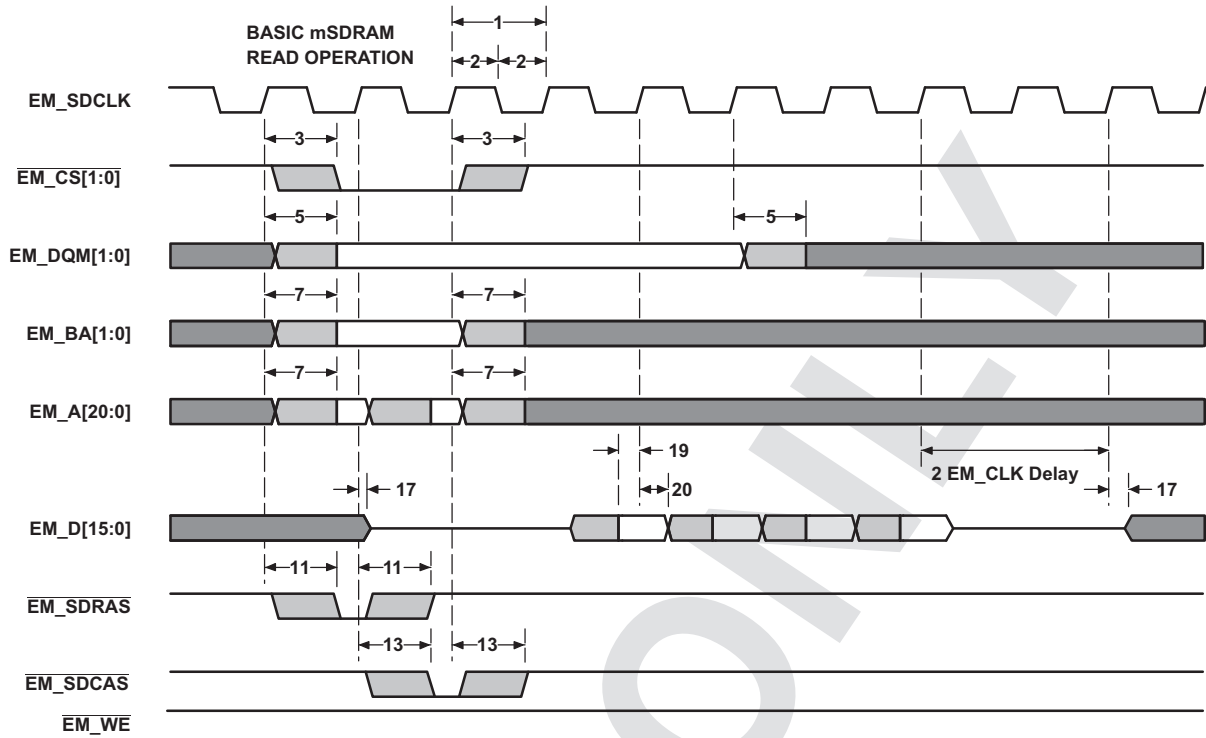 1
BASIC mSDRAM
READ OPERATION
2 2
EM_SDCLK
3 3
EM_CS[1:0]
5 5
EM_DQM[1:0]
7 7
EM_BA[1:0]
7 7
EM_A[20:0]
19
2 EM_CLK Delay
17 20 17
EM_D[15:0]
11 11
EM_SDRAS
13 13
EM_SDCAS
EM_WE
ONLY